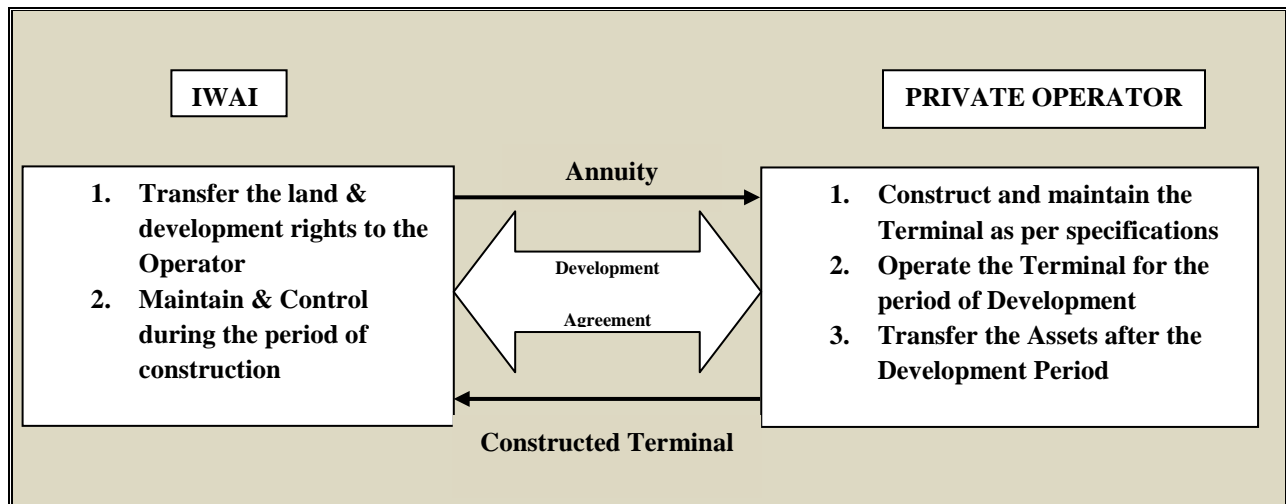 IWAI
PRIVATE OPERATOR
1. Transfer the land &
development rights to the
Operator
2. Maintain & Control
during the period of
construction
Annuity
Development
Agreement
Constructed Terminal
1. Construct and maintain the
Terminal as per specifications
2. Operate the Terminal for the
period of Development
3. Transfer the Assets after the
Development Period